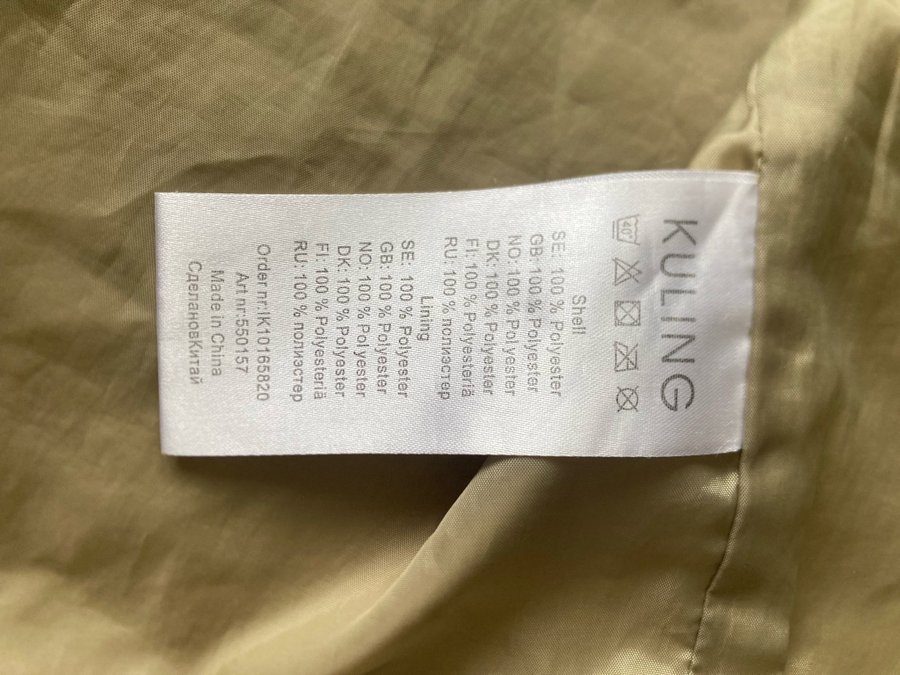 KULING
40°
Shell
SE: 100 % Polyester
GB: 100 % Polyester
NO: 100 % Polyester
DK: 100 % Polyester
FI: 100 % Polyesteriä
RU: 100 % полиэстер
Lining
SE: 100 % Polyester
GB: 100 % Polyester
NO: 100 % Polyester
DK: 100 % Polyester
FI: 100 % Polyesteriä
RU: 100 % полиэстер
Order nr:IK10165820
Art nr:550157
Made in China
СделановКитай